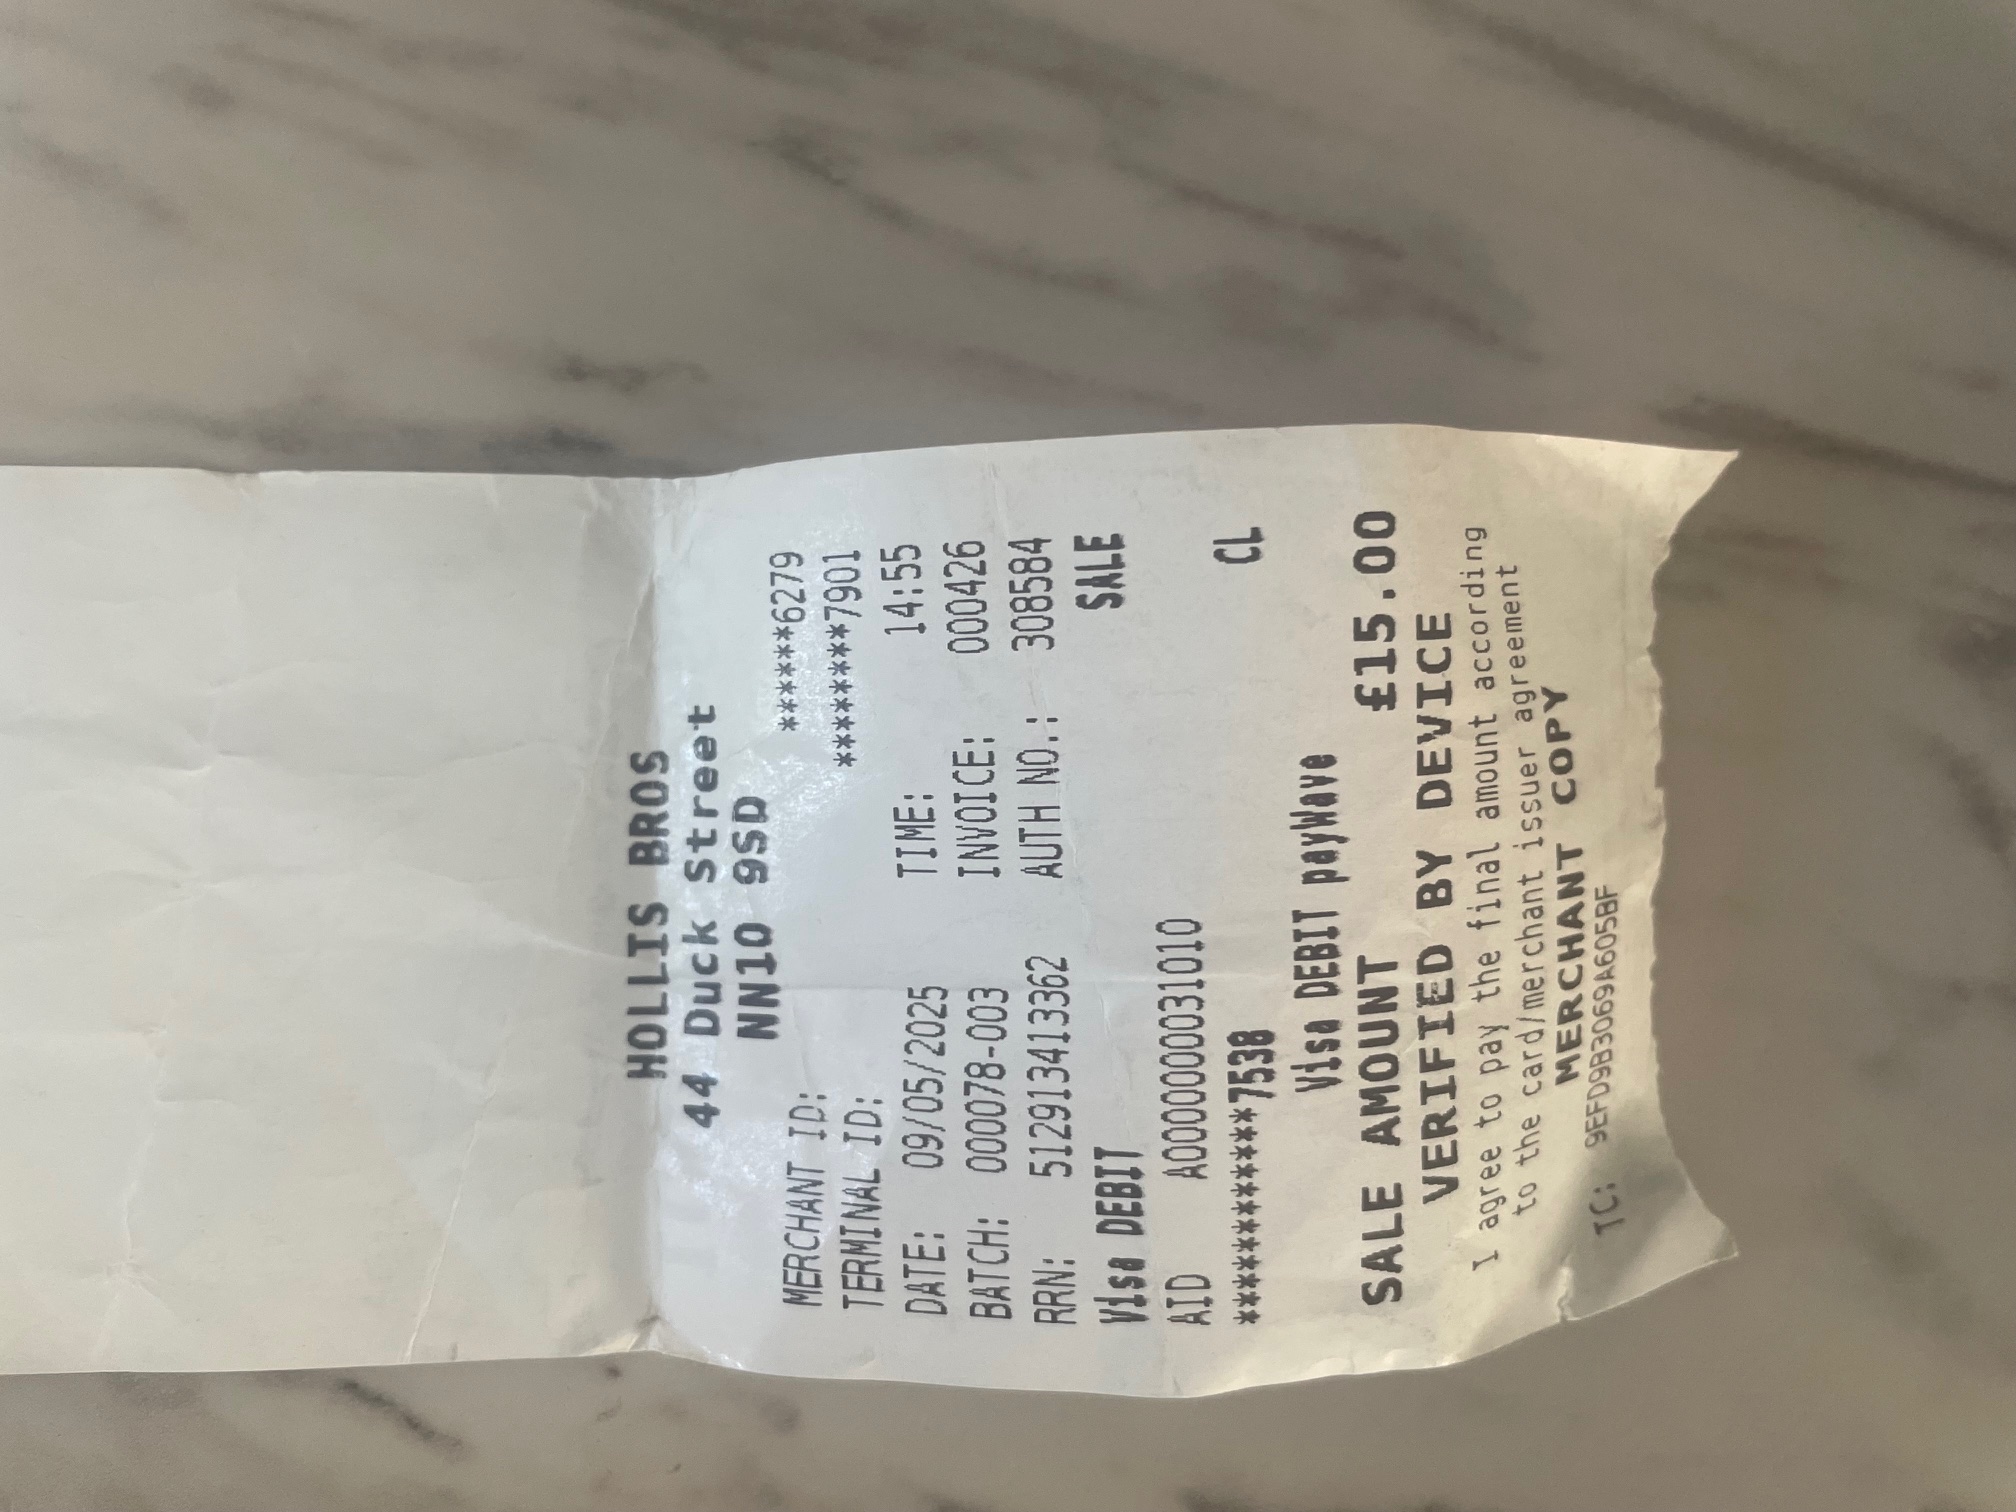 HOLLIS BROS
44 Duck Street
NN10 9SD
MERCHANT ID: ******6279
TERMINAL ID: ********7901
DATE: 09/05/2025 TIME: 14:55
BATCH: 000078-003 INVOICE: 000426
RRN: 512913413362 AUTH NO.: 308584
Visa DEBIT SALE
AID A0000000031010
************7538 CL
Visa DEBIT payWave
SALE AMOUNT £15.00
VERIFIED BY DEVICE
I agree to pay the final amount according
to the card/merchant issuer agreement
MERCHANT COPY
TC: 9EFD9B3069A605BF